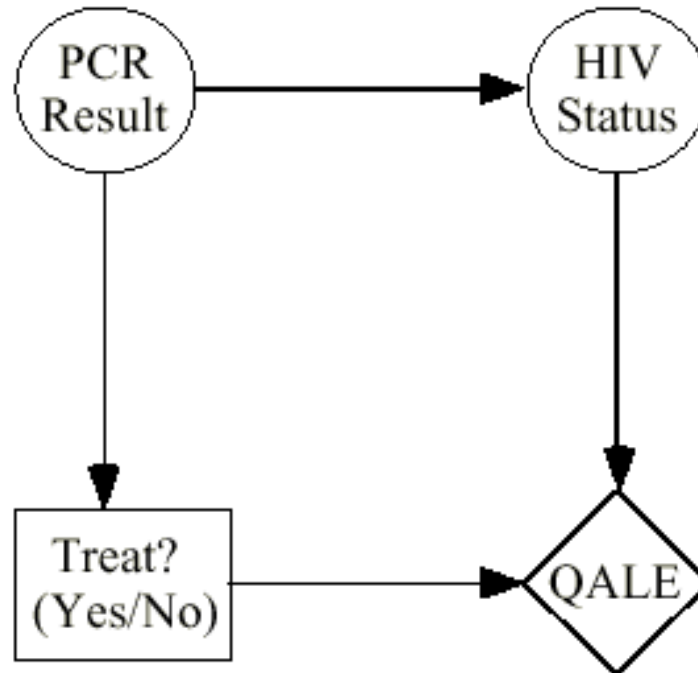 PCR
Result
HIV
Status
Treat?
(Yes/No)
QALE